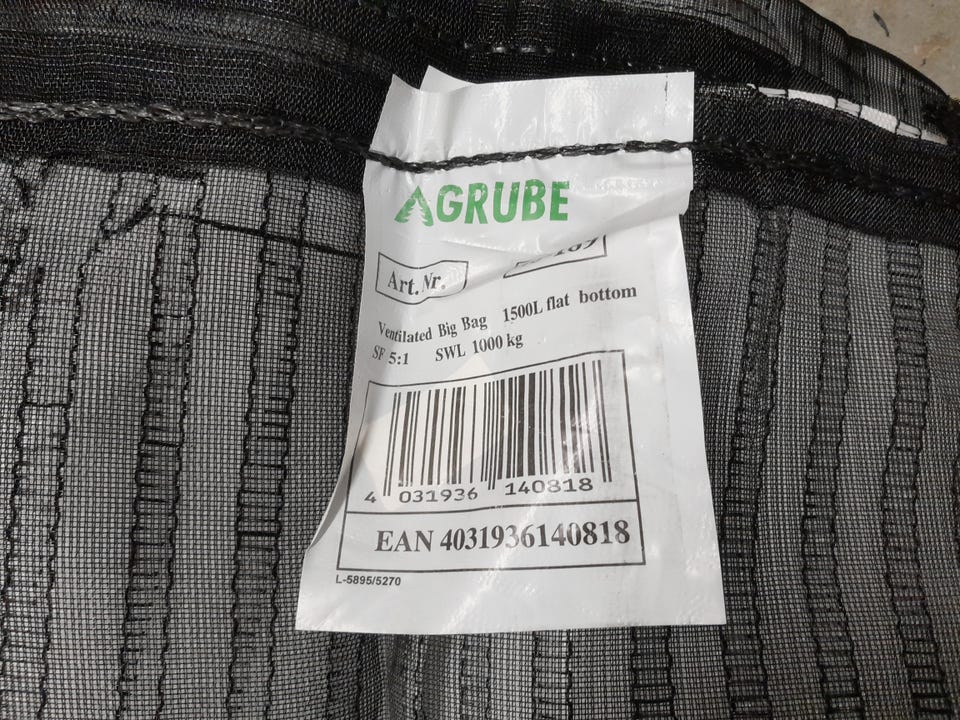 GRUBE
Art.Nr.
Ventilated Big Bag 1500L flat bottom
SF 5:1 SWL 1000 kg
4 031936 140818
EAN 4031936140818
L-5895/5270